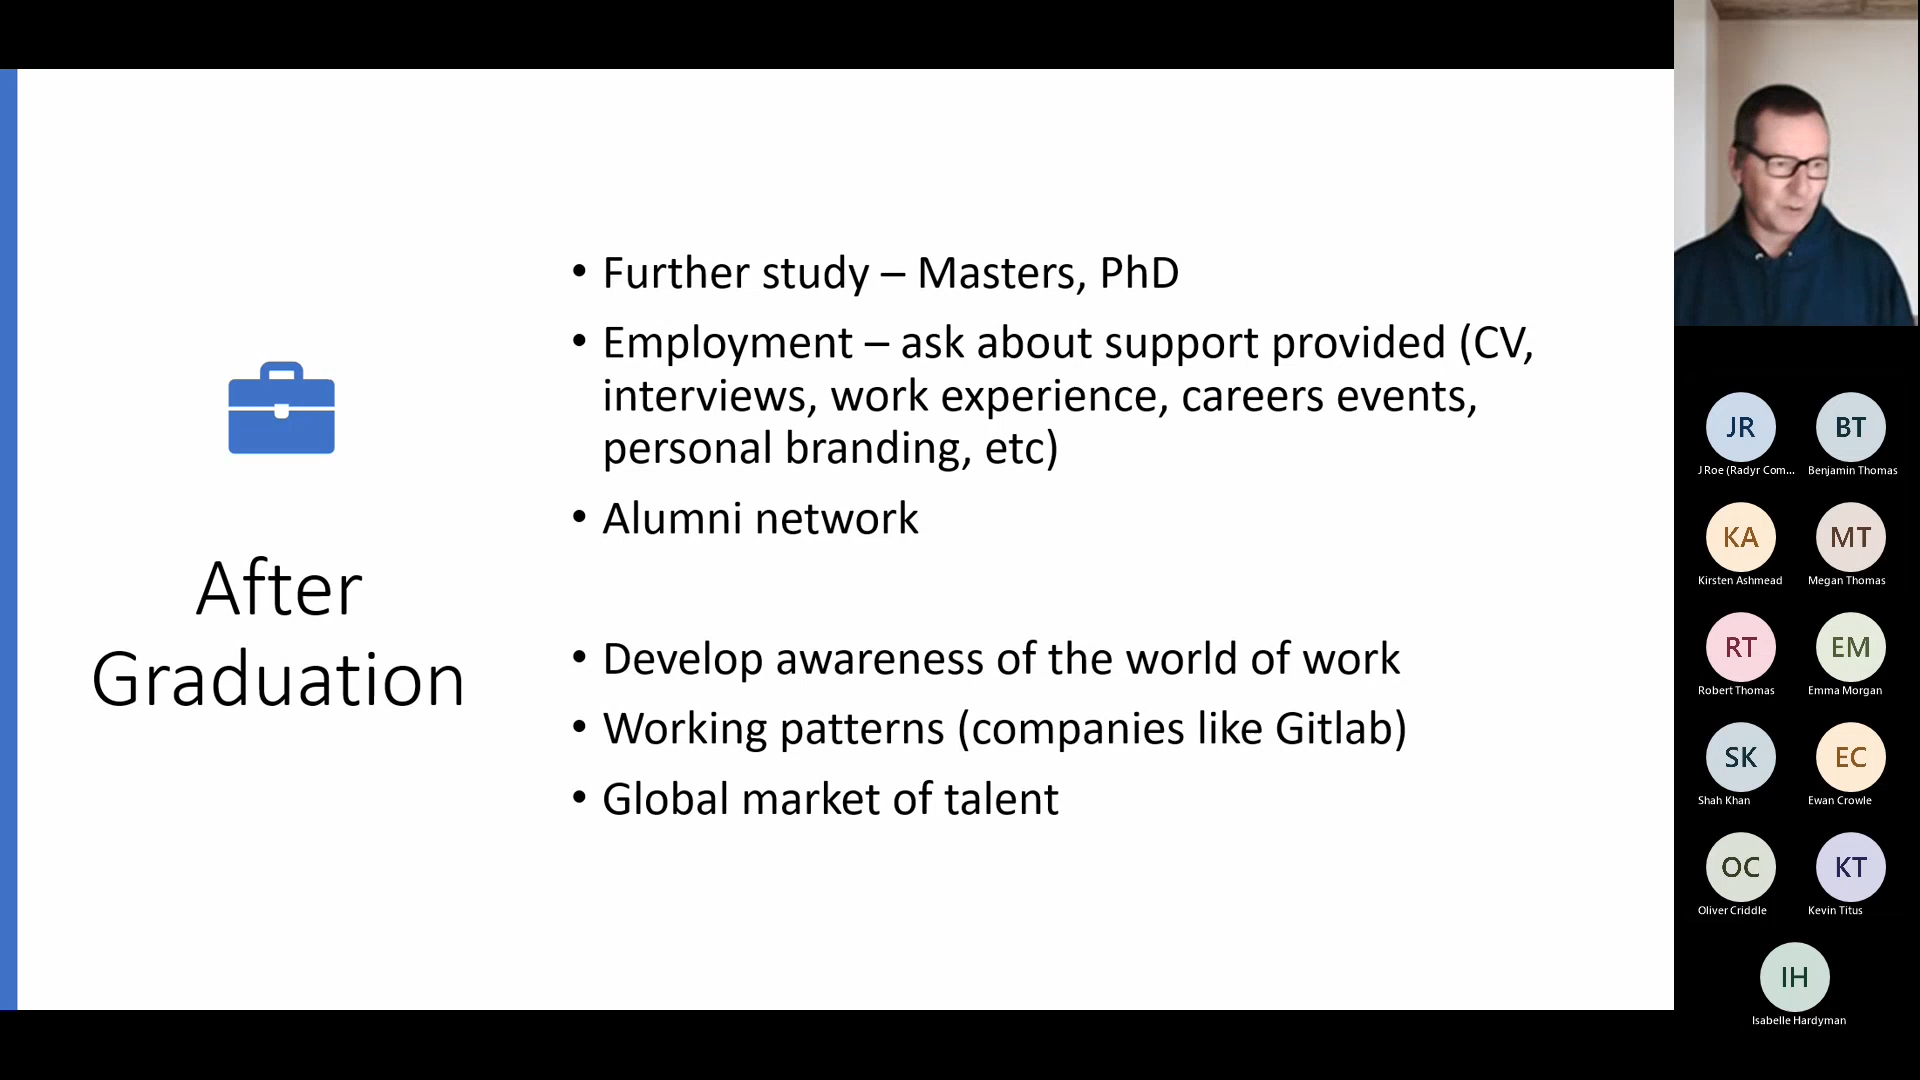 After
Graduation
• Further study – Masters, PhD
• Employment – ask about support provided (CV,
interviews, work experience, careers events,
personal branding, etc)
• Alumni network
• Develop awareness of the world of work
• Working patterns (companies like Gitlab)
• Global market of talent
JR
J Roe (Radyr Com...
BT
Benjamin Thomas
KA
Kirsten Ashmead
MT
Megan Thomas
RT
Robert Thomas
EM
Emma Morgan
SK
Shah Khan
EC
Ewan Crowle
OC
Oliver Criddle
KT
Kevin Titus
IH
Isabelle Hardyman